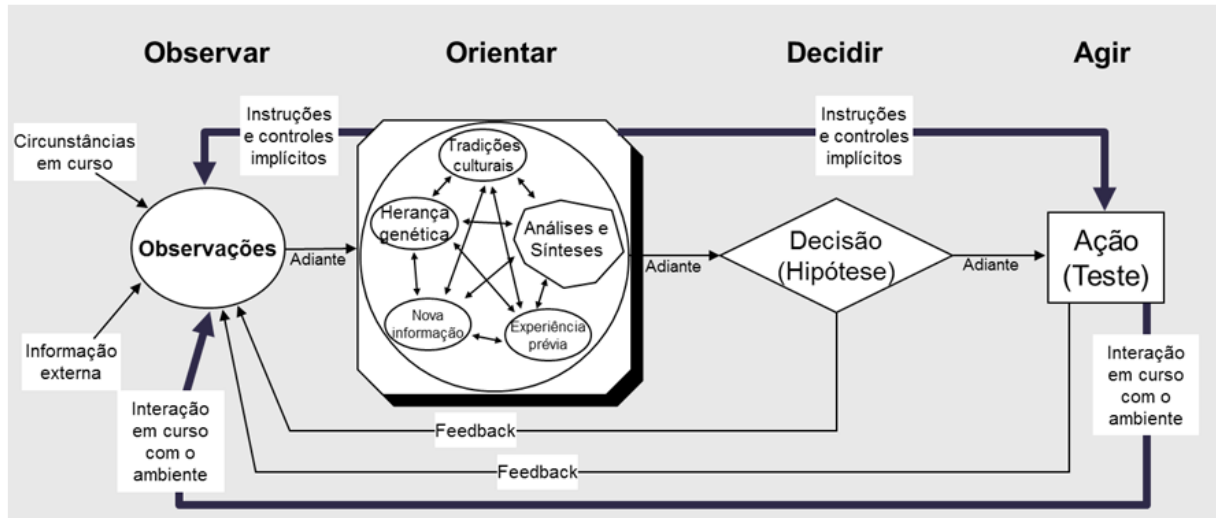 Observar
Orientar
Decidir
Agir
Instruções
e controles
implícitos
Instruções
e controles
implícitos
Circunstâncias
em curso
Tradições
culturais
Herança
genética
Análises e
Sínteses
Observações
Adiante
Adiante
Decisão
(Hipótese)
Adiante
Ação
(Teste)
Nova
informação
Experiência
prévia
Informação
externa
Interação
em curso
com o
ambiente
Interação
em curso
com o
ambiente
Feedback
Feedback